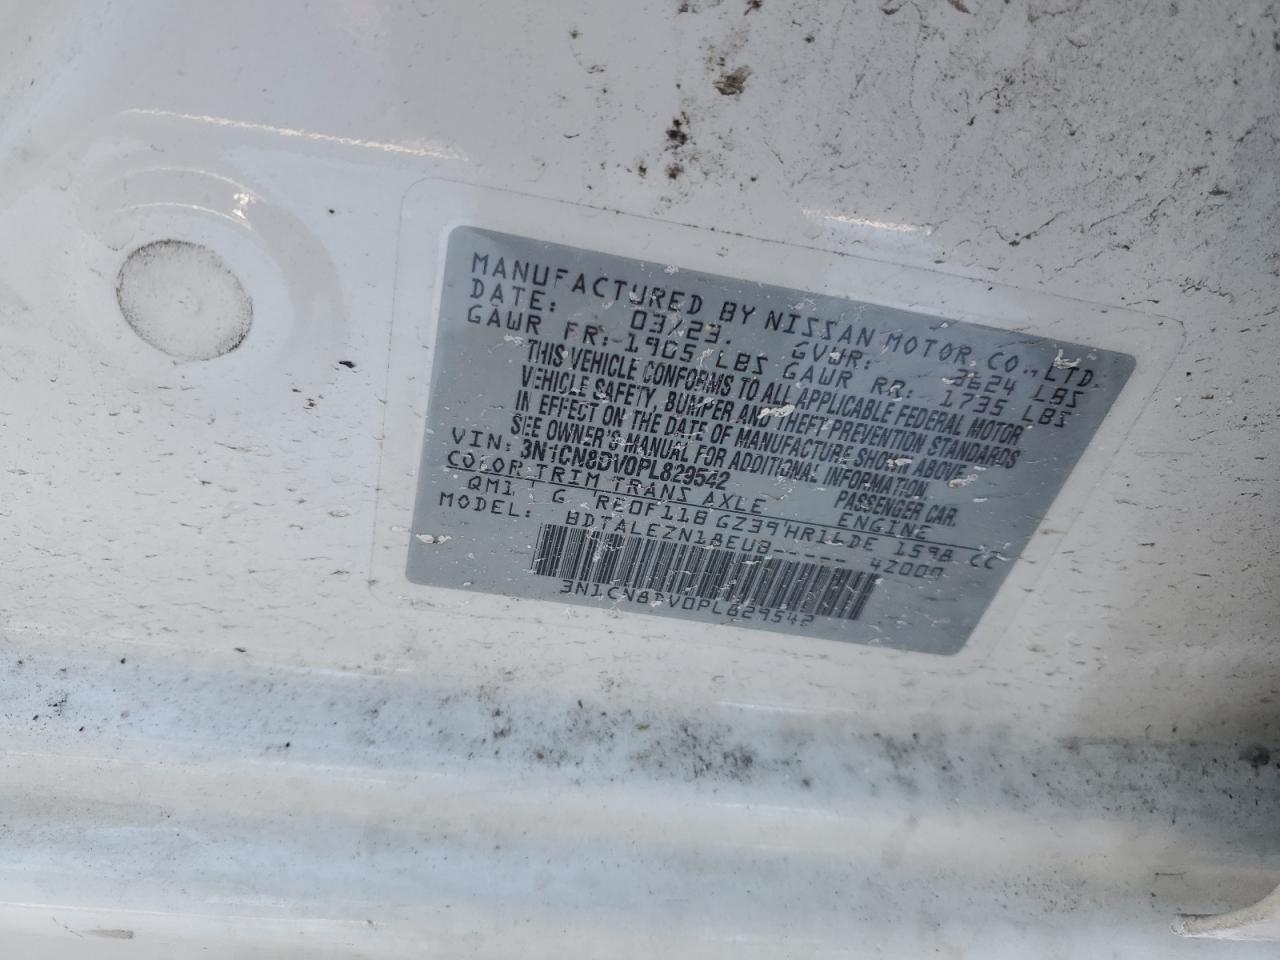 MANUFACTURED BY NISSAN MOTOR CO., LTD.
DATE: 03/23. GVWR: 3624 LBS
GAWR FR: 1905 LBS GAWR RR: 1735 LBS
THIS VEHICLE CONFORMS TO ALL APPLICABLE FEDERAL MOTOR
VEHICLE SAFETY, BUMPER AND THEFT PREVENTION STANDARDS
IN EFFECT ON THE DATE OF MANUFACTURE SHOWN ABOVE.
SEE OWNER'S MANUAL FOR ADDITIONAL INFORMATION.
VIN: 3N1CN8DV0PL829542 PASSENGER CAR.
COLOR TRIM TRANS AXLE ENGINE
QM1 G RE0F11B GZ39 HR16DE 1598 CC
MODEL: BDTALEZN18EUB----- 42000
3N1CN8DV0PL829542